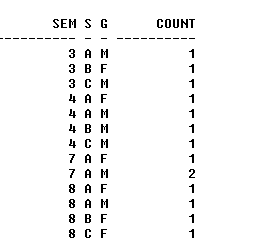 SEM S G COUNT
---------- - - ----------
3 A M 1
3 B F 1
3 C M 1
4 A F 1
4 A M 1
4 B M 1
4 C M 1
7 A F 1
7 A M 2
8 A F 1
8 A M 1
8 B F 1
8 C F 1